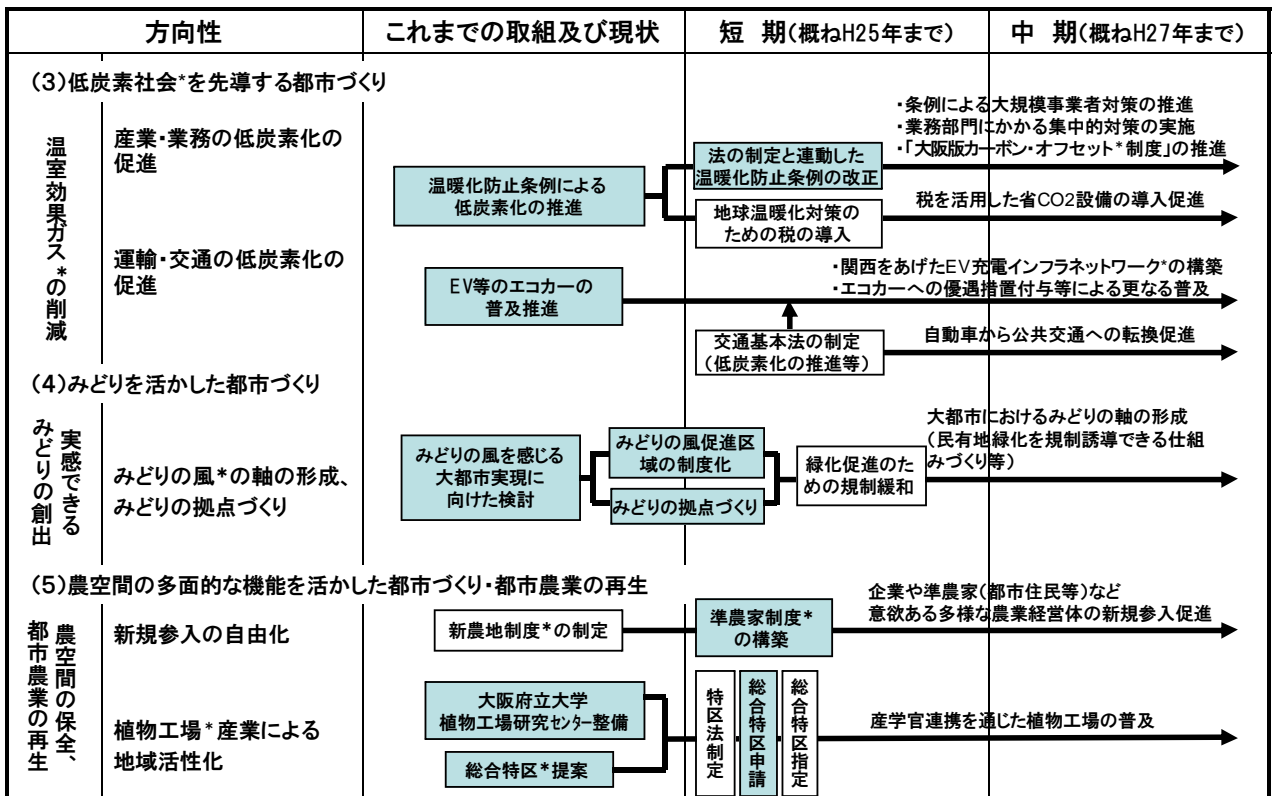 方向性
これまでの取組及び現状
短 期(概ねH25年まで)
中 期(概ねH27年まで)
(3)低炭素社会*を先導する都市づくり
温室効果ガス*の削減
産業・業務の低炭素化の
促進
温暖化防止条例による
低炭素化の推進
法の制定と連動した
温暖化防止条例の改正
・条例による大規模事業者対策の推進
・業務部門にかかる集中的対策の実施
・「大阪版カーボン・オフセット*制度」の推進
地球温暖化対策の
ための税の導入
税を活用した省CO2設備の導入促進
運輸・交通の低炭素化の
促進
EV等のエコカーの
普及推進
・関西をあげたEV充電インフラネットワーク*の構築
・エコカーへの優遇措置付与等による更なる普及
交通基本法の制定
(低炭素化の推進等)
自動車から公共交通への転換促進
(4)みどりを活かした都市づくり
実感できる
みどりの創出
みどりの風*の軸の形成、
みどりの拠点づくり
みどりの風を感じる
大都市実現に
向けた検討
みどりの風促進区
域の制度化
みどりの拠点づくり
緑化促進のた
めの規制緩和
大都市におけるみどりの軸の形成
(民有地緑化を規制誘導できる仕組
みづくり等)
(5)農空間の多面的な機能を活かした都市づくり・都市農業の再生
農空間の保全、
都市農業の再生
新規参入の自由化
新農地制度*の制定
準農家制度*
の構築
企業や準農家(都市住民等)など
意欲ある多様な農業経営体の新規参入促進
植物工場*産業による
地域活性化
大阪府立大学
植物工場研究センター整備
総合特区*提案
特区法制定
総合特区申請
総合特区指定
産学官連携を通じた植物工場の普及